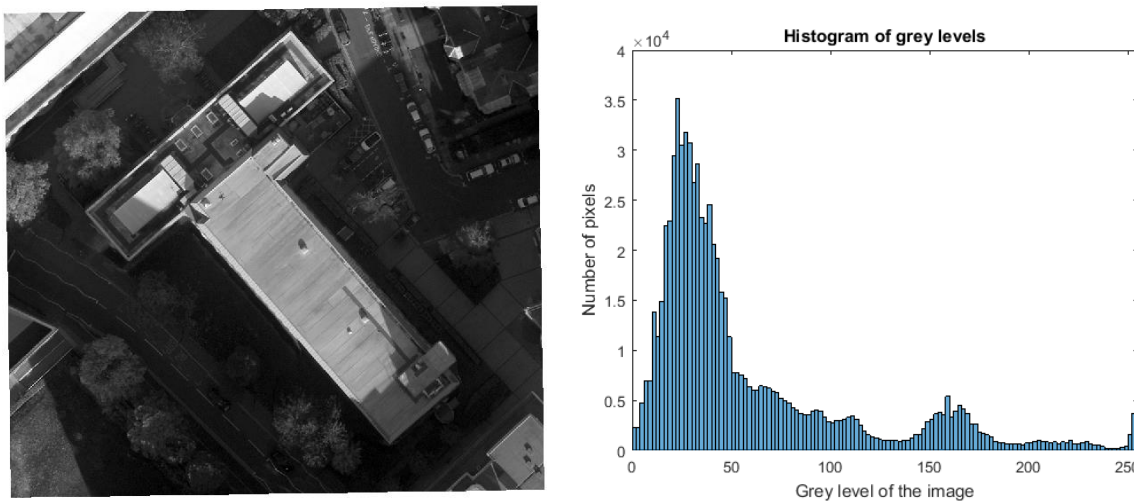 Histogram of grey levels
×10⁴
4
3.5
3
2.5
2
1.5
1
0.5
0
Number of pixels
0 50 100 150 200 250
Grey level of the image